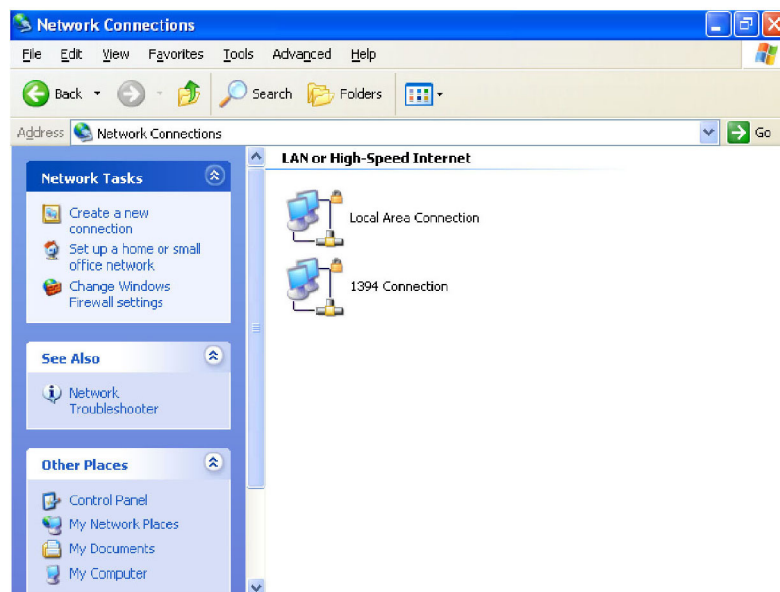 Network Connections
File Edit View Favorites Tools Advanced Help
Back Search Folders
Address Network Connections Go
Network Tasks
Create a new
connection
Set up a home or small
office network
Change Windows
Firewall settings
See Also
Network
Troubleshooter
Other Places
Control Panel
My Network Places
My Documents
My Computer
LAN or High-Speed Internet
Local Area Connection
1394 Connection